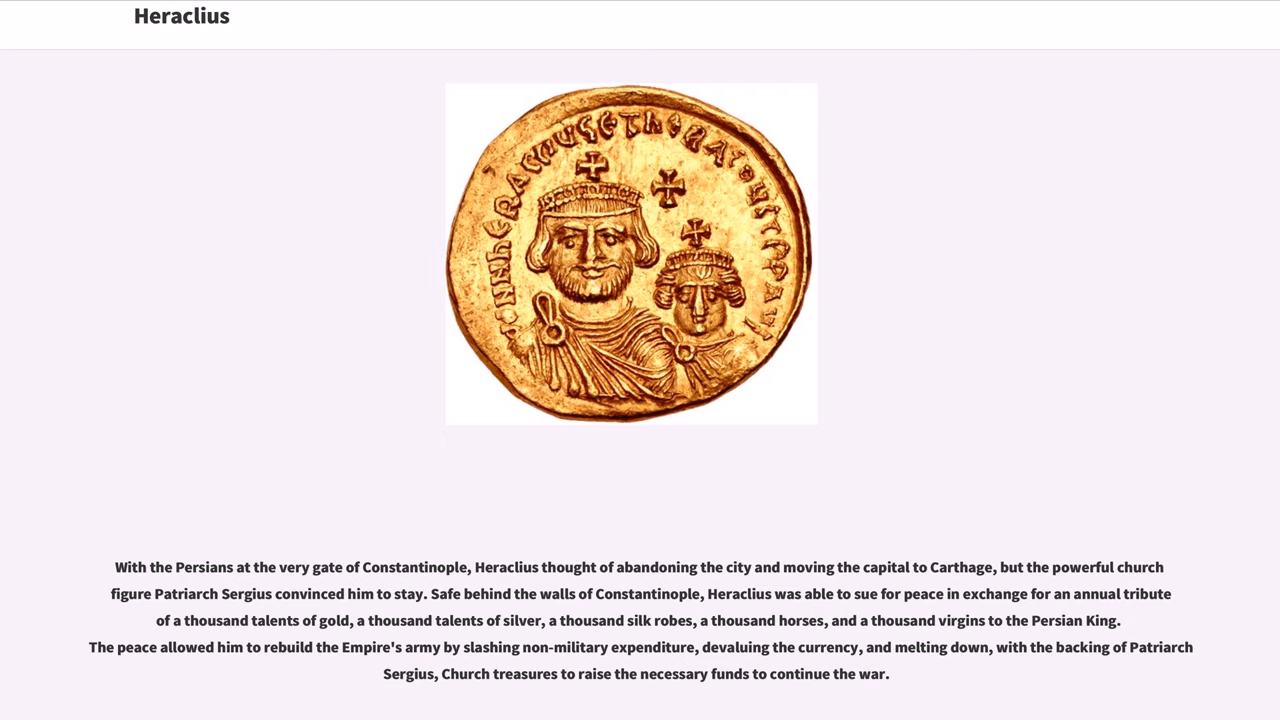 Heraclius
With the Persians at the very gate of Constantinople, Heraclius thought of abandoning the city and moving the capital to Carthage, but the powerful church
figure Patriarch Sergius convinced him to stay. Safe behind the walls of Constantinople, Heraclius was able to sue for peace in exchange for an annual tribute
of a thousand talents of gold, a thousand talents of silver, a thousand silk robes, a thousand horses, and a thousand virgins to the Persian King.
The peace allowed him to rebuild the Empire's army by slashing non-military expenditure, devaluing the currency, and melting down, with the backing of Patriarch
Sergius, Church treasures to raise the necessary funds to continue the war.